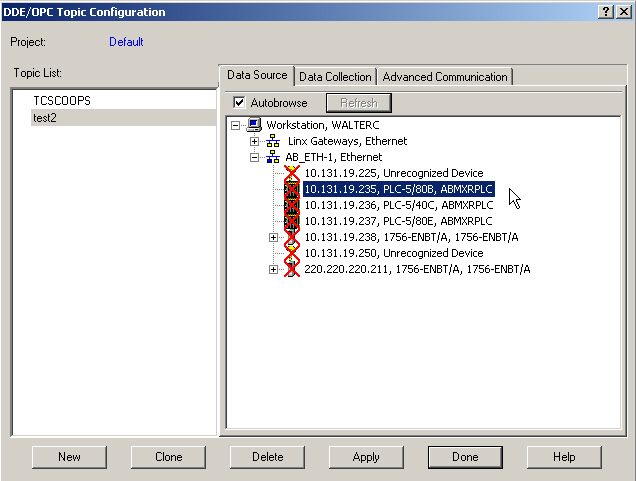 DDE/OPC Topic Configuration
Project: Default
Topic List:
TCSCOOPS
test2
Data Source Data Collection Advanced Communication
Autobrowse Refresh
Workstation, WALTERC
Linx Gateways, Ethernet
AB_ETH-1, Ethernet
10.131.19.225, Unrecognized Device
10.131.19.235, PLC-5/80B, ABMXRPLC
10.131.19.236, PLC-5/40C, ABMXRPLC
10.131.19.237, PLC-5/80E, ABMXRPLC
10.131.19.238, 1756-ENBT/A, 1756-ENBT/A
10.131.19.250, Unrecognized Device
220.220.220.211, 1756-ENBT/A, 1756-ENBT/A
New Clone Delete Apply Done Help